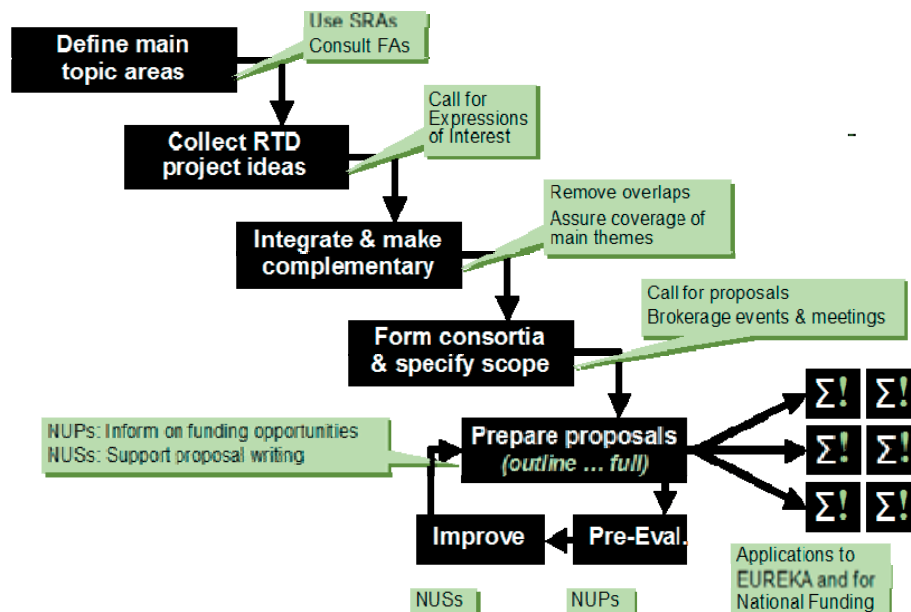 Use SRAs
Consult FAs
Define main
topic areas
Call for
Expressions
of Interest
Collect RTD
project ideas
Remove overlaps
Assure coverage of
main themes
Integrate & make
complementary
Call for proposals
Brokerage events & meetings
Form consortia
& specify scope
NUPs: Inform on funding opportunities
NUSs: Support proposal writing
Prepare proposals
(outline ... full)
Σ! Σ!
Σ! Σ!
Σ! Σ!
Improve
Pre-Eval.
Applications to
EUREKA and for
National Funding
NUSs
NUPs